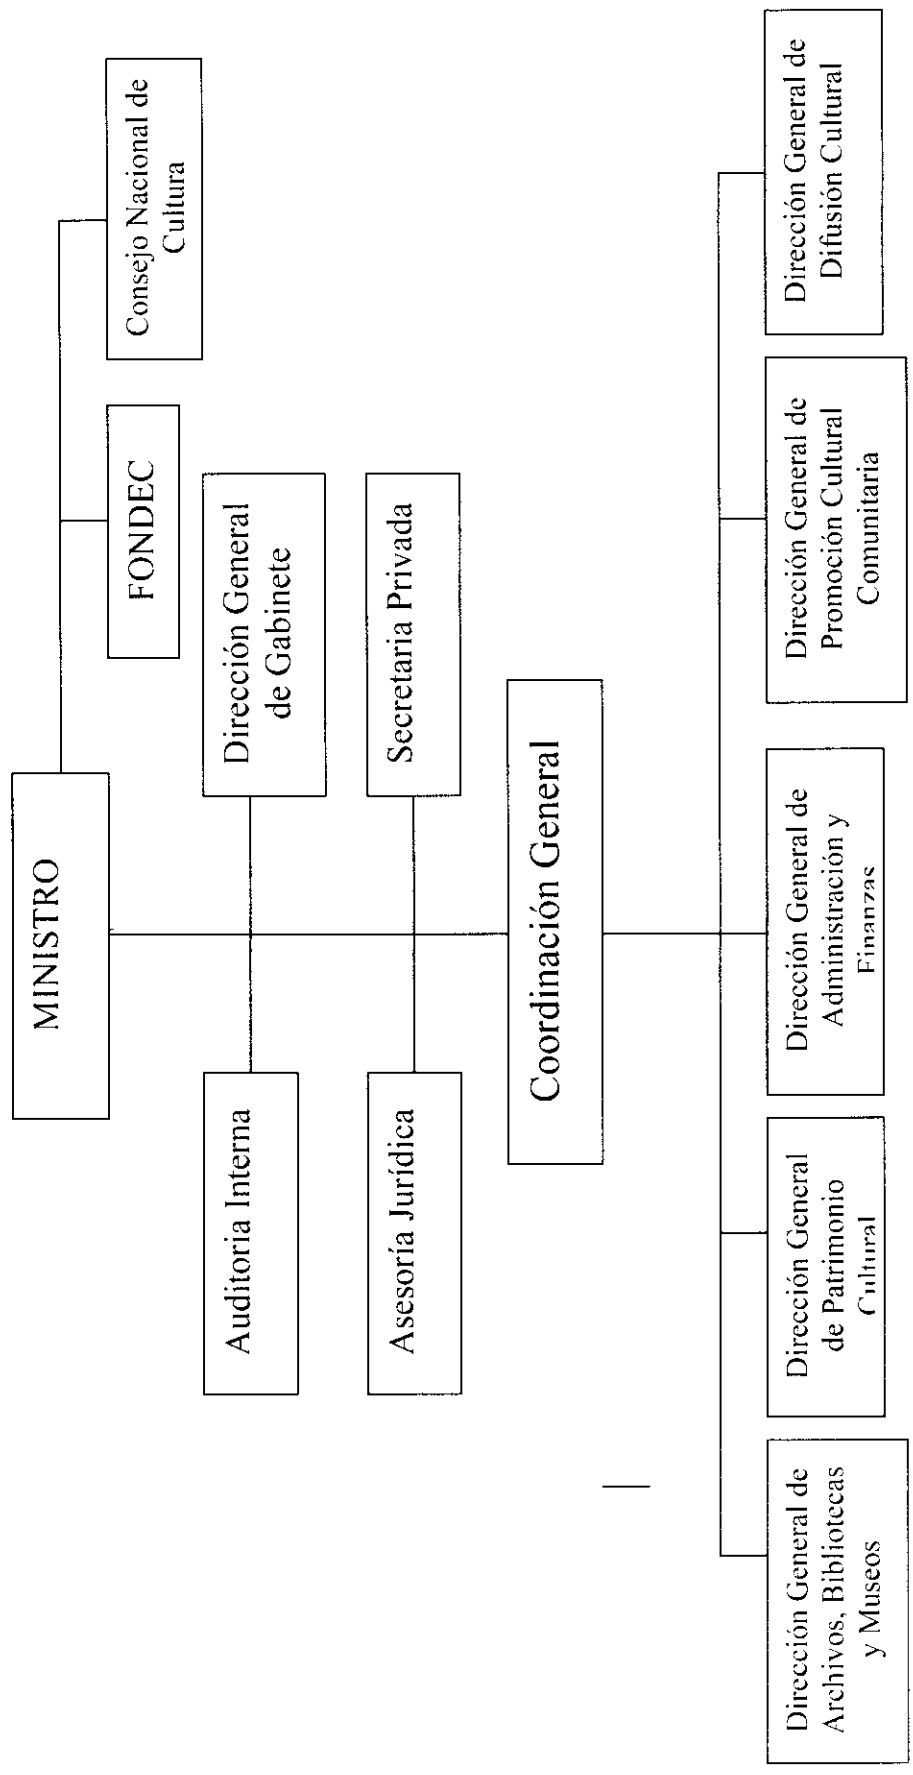 MINISTRO
Consejo Nacional de
Cultura
FONDEC
Auditoria Interna
Dirección General
de Gabinete
Asesoría Jurídica
Secretaria Privada
Coordinación General
Dirección General de
Archivos, Bibliotecas
y Museos
Dirección General
de Patrimonio
Cultural
Dirección General de
Administración y
Finanzas
Dirección General de
Promoción Cultural
Comunitaria
Dirección General de
Difusión Cultural